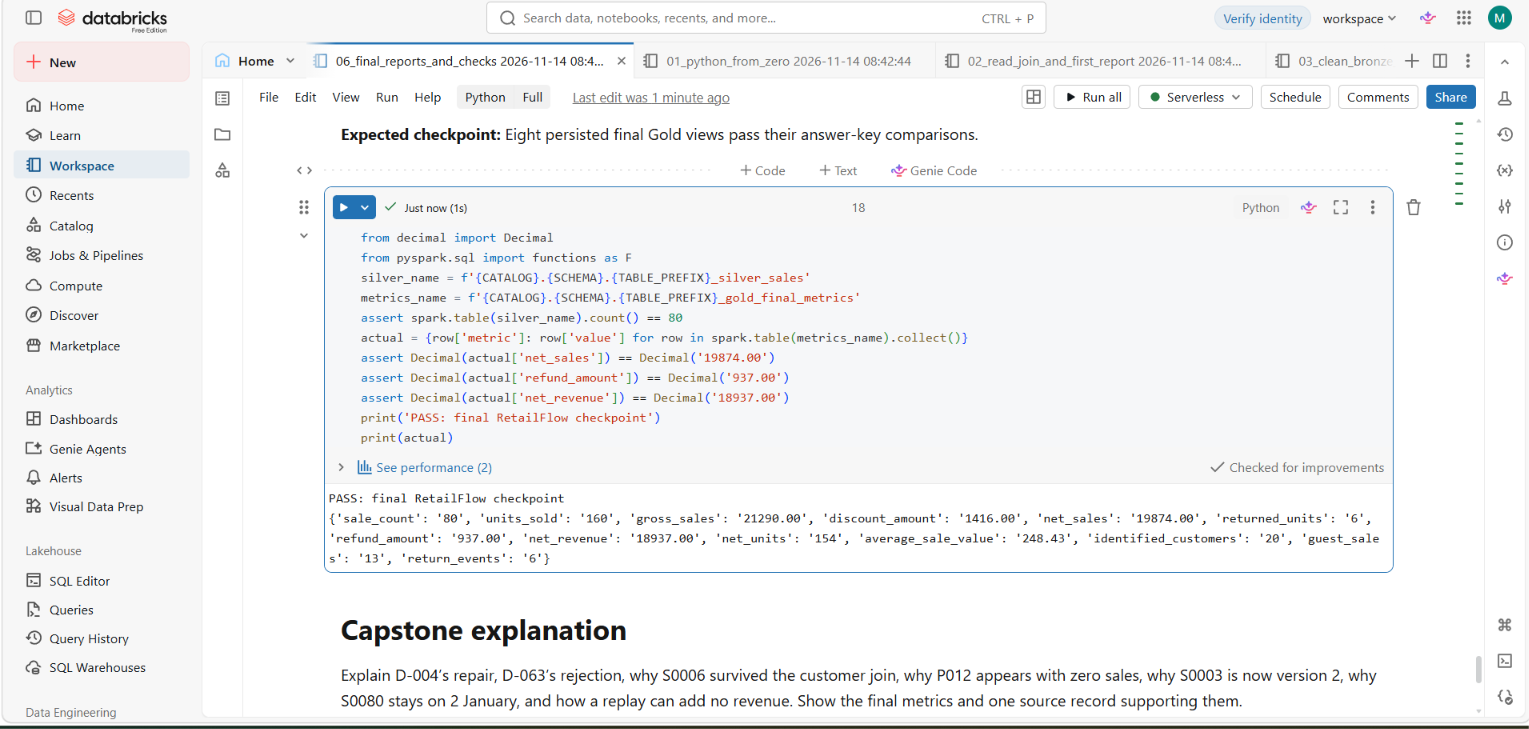 databricks
Free Edition
Search data, notebooks, recents, and more...
CTRL + P
Verify identity
workspace
M
New
Home
Learn
Workspace
Recents
Catalog
Jobs & Pipelines
Compute
Discover
Marketplace
Analytics
Dashboards
Genie Agents
Alerts
Visual Data Prep
Lakehouse
SQL Editor
Queries
Query History
SQL Warehouses
Data Engineering
Home
06_final_reports_and_checks 2026-11-14 08:4...
01_python_from_zero 2026-11-14 08:42:44
02_read_join_and_first_report 2026-11-14 08:4...
03_clean_bronze
File Edit View Run Help Python Full Last edit was 1 minute ago
Run all Serverless Schedule Comments Share
Expected checkpoint: Eight persisted final Gold views pass their answer-key comparisons.
+ Code + Text Genie Code
Just now (1s) 18 Python
from decimal import Decimal
from pyspark.sql import functions as F
silver_name = f'{CATALOG}.{SCHEMA}.{TABLE_PREFIX}_silver_sales'
metrics_name = f'{CATALOG}.{SCHEMA}.{TABLE_PREFIX}_gold_final_metrics'
assert spark.table(silver_name).count() == 80
actual = {row['metric']: row['value'] for row in spark.table(metrics_name).collect()}
assert Decimal(actual['net_sales']) == Decimal('19874.00')
assert Decimal(actual['refund_amount']) == Decimal('937.00')
assert Decimal(actual['net_revenue']) == Decimal('18937.00')
print('PASS: final RetailFlow checkpoint')
print(actual)
See performance (2)
Checked for improvements
PASS: final RetailFlow checkpoint
{'sale_count': '80', 'units_sold': '160', 'gross_sales': '21290.00', 'discount_amount': '1416.00', 'net_sales': '19874.00', 'returned_units': '6',
'refund_amount': '937.00', 'net_revenue': '18937.00', 'net_units': '154', 'average_sale_value': '248.43', 'identified_customers': '20', 'guest_sale
s': '13', 'return_events': '6'}
Capstone explanation
Explain D-004's repair, D-063's rejection, why S0006 survived the customer join, why P012 appears with zero sales, why S0003 is now version 2, why
S0080 stays on 2 January, and how a replay can add no revenue. Show the final metrics and one source record supporting them.